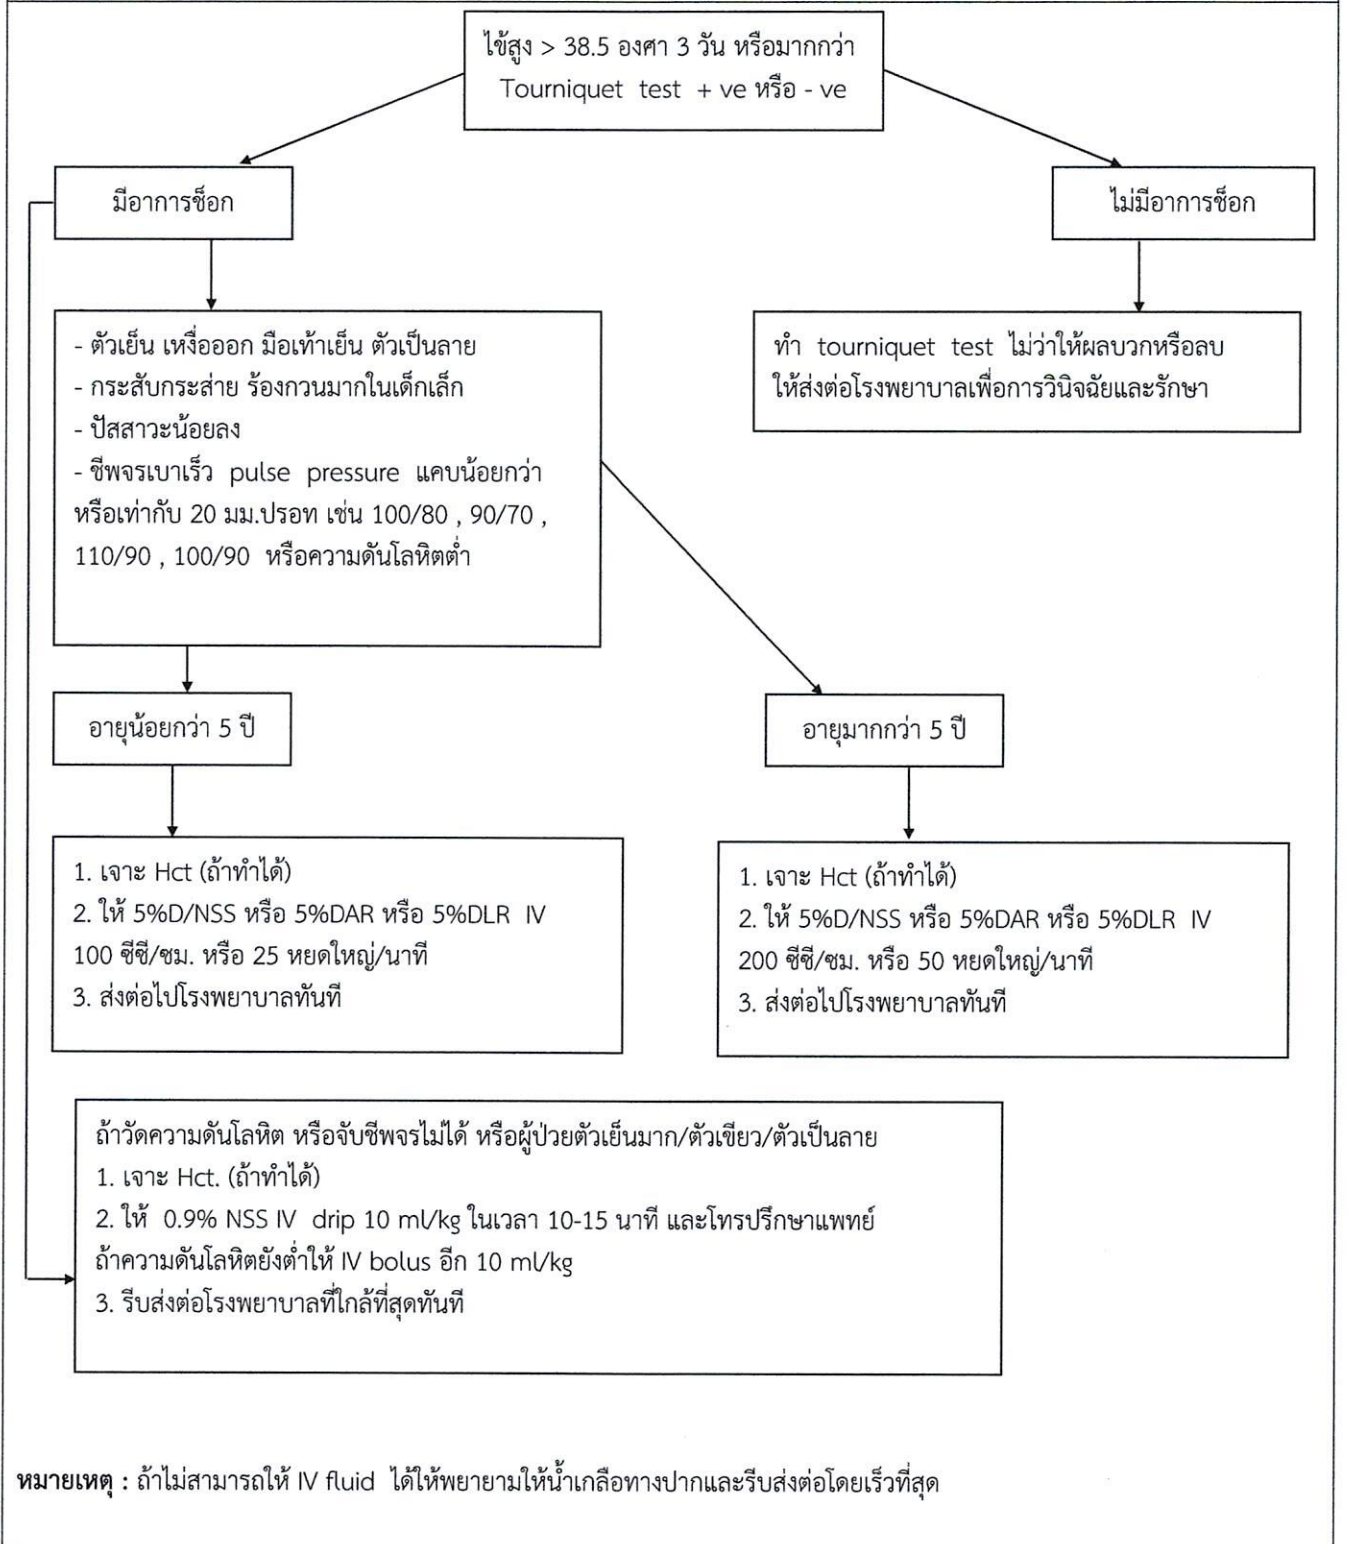 ไข้สูง > 38.5 องศา 3 วัน หรือมากกว่า
Tourniquet test + ve หรือ - ve
มีอาการช็อก
ไม่มีอาการช็อก
- ตัวเย็น เหงื่อออก มือเท้าเย็น ตัวเป็นลาย
- กระสับกระส่าย ร้องกวนมากในเด็กเล็ก
- ปัสสาวะน้อยลง
- ชีพจรเบาเร็ว pulse pressure แคบน้อยกว่า
หรือเท่ากับ 20 มม.ปรอท เช่น 100/80 , 90/70 ,
110/90 , 100/90 หรือความดันโลหิตต่ำ
ทำ tourniquet test ไม่ว่าให้ผลบวกหรือลบ
ให้ส่งต่อโรงพยาบาลเพื่อการวินิจฉัยและรักษา
อายุน้อยกว่า 5 ปี
อายุมากกว่า 5 ปี
1. เจาะ Hct (ถ้าทำได้)
2. ให้ 5%D/NSS หรือ 5%DAR หรือ 5%DLR IV
100 ซีซี/ชม. หรือ 25 หยดใหญ่/นาที
3. ส่งต่อไปโรงพยาบาลทันที
1. เจาะ Hct (ถ้าทำได้)
2. ให้ 5%D/NSS หรือ 5%DAR หรือ 5%DLR IV
200 ซีซี/ชม. หรือ 50 หยดใหญ่/นาที
3. ส่งต่อไปโรงพยาบาลทันที
ถ้าวัดความดันโลหิต หรือจับชีพจรไม่ได้ หรือผู้ป่วยตัวเย็นมาก/ตัวเขียว/ตัวเป็นลาย
1. เจาะ Hct. (ถ้าทำได้)
2. ให้ 0.9% NSS IV drip 10 ml/kg ในเวลา 10-15 นาที และโทรปรึกษาแพทย์
ถ้าความดันโลหิตยังต่ำให้ IV bolus อีก 10 ml/kg
3. รีบส่งต่อโรงพยาบาลที่ใกล้ที่สุดทันที
หมายเหตุ : ถ้าไม่สามารถให้ IV fluid ได้ให้พยายามให้น้ำเกลือทางปากและรีบส่งต่อโดยเร็วที่สุด